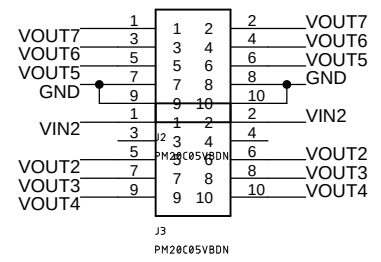 1 1 2 2 VOUT7
VOUT7 3 3 4 4 VOUT6
VOUT6 5 5 6 6 VOUT5
VOUT5 7 7 8 8 GND
GND 9 9 10 10
1 1 2 2 VIN2
VIN2 3 J2 3 4 4
PM20C05VBDN
5 5 6 6 VOUT2
VOUT2 7 7 8 8 VOUT3
VOUT3 9 9 10 10 VOUT4
VOUT4
J3
PM20C05VBDN